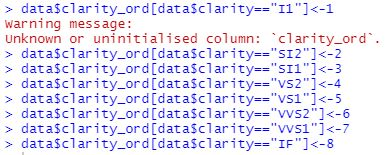 > data$clarity_ord[data$clarity=="I1"]<-1
Warning message:
Unknown or uninitialised column: `clarity_ord`.
> data$clarity_ord[data$clarity=="SI2"]<-2
> data$clarity_ord[data$clarity=="SI1"]<-3
> data$clarity_ord[data$clarity=="VS2"]<-4
> data$clarity_ord[data$clarity=="VS1"]<-5
> data$clarity_ord[data$clarity=="VVS2"]<-6
> data$clarity_ord[data$clarity=="VVS1"]<-7
> data$clarity_ord[data$clarity=="IF"]<-8